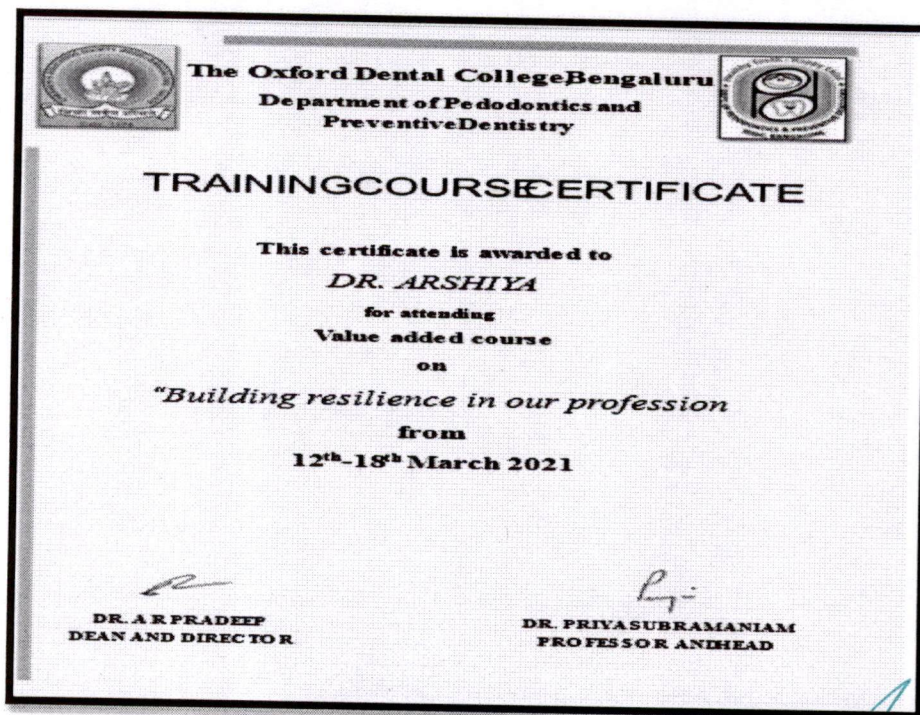 The Oxford Dental College,Bengaluru
Department of Pedodontics and
PreventiveDentistry
TRAININGCOURSECERTIFICATE
This certificate is awarded to
DR. ARSHIYA
for attending
Value added course
on
"Building resilience in our profession
from
12th-18th March 2021
DR. A R PRADEEP
DEAN AND DIRECTOR
DR. PRIYA SUBRAMANIAM
PROFESSOR ANDHEAD